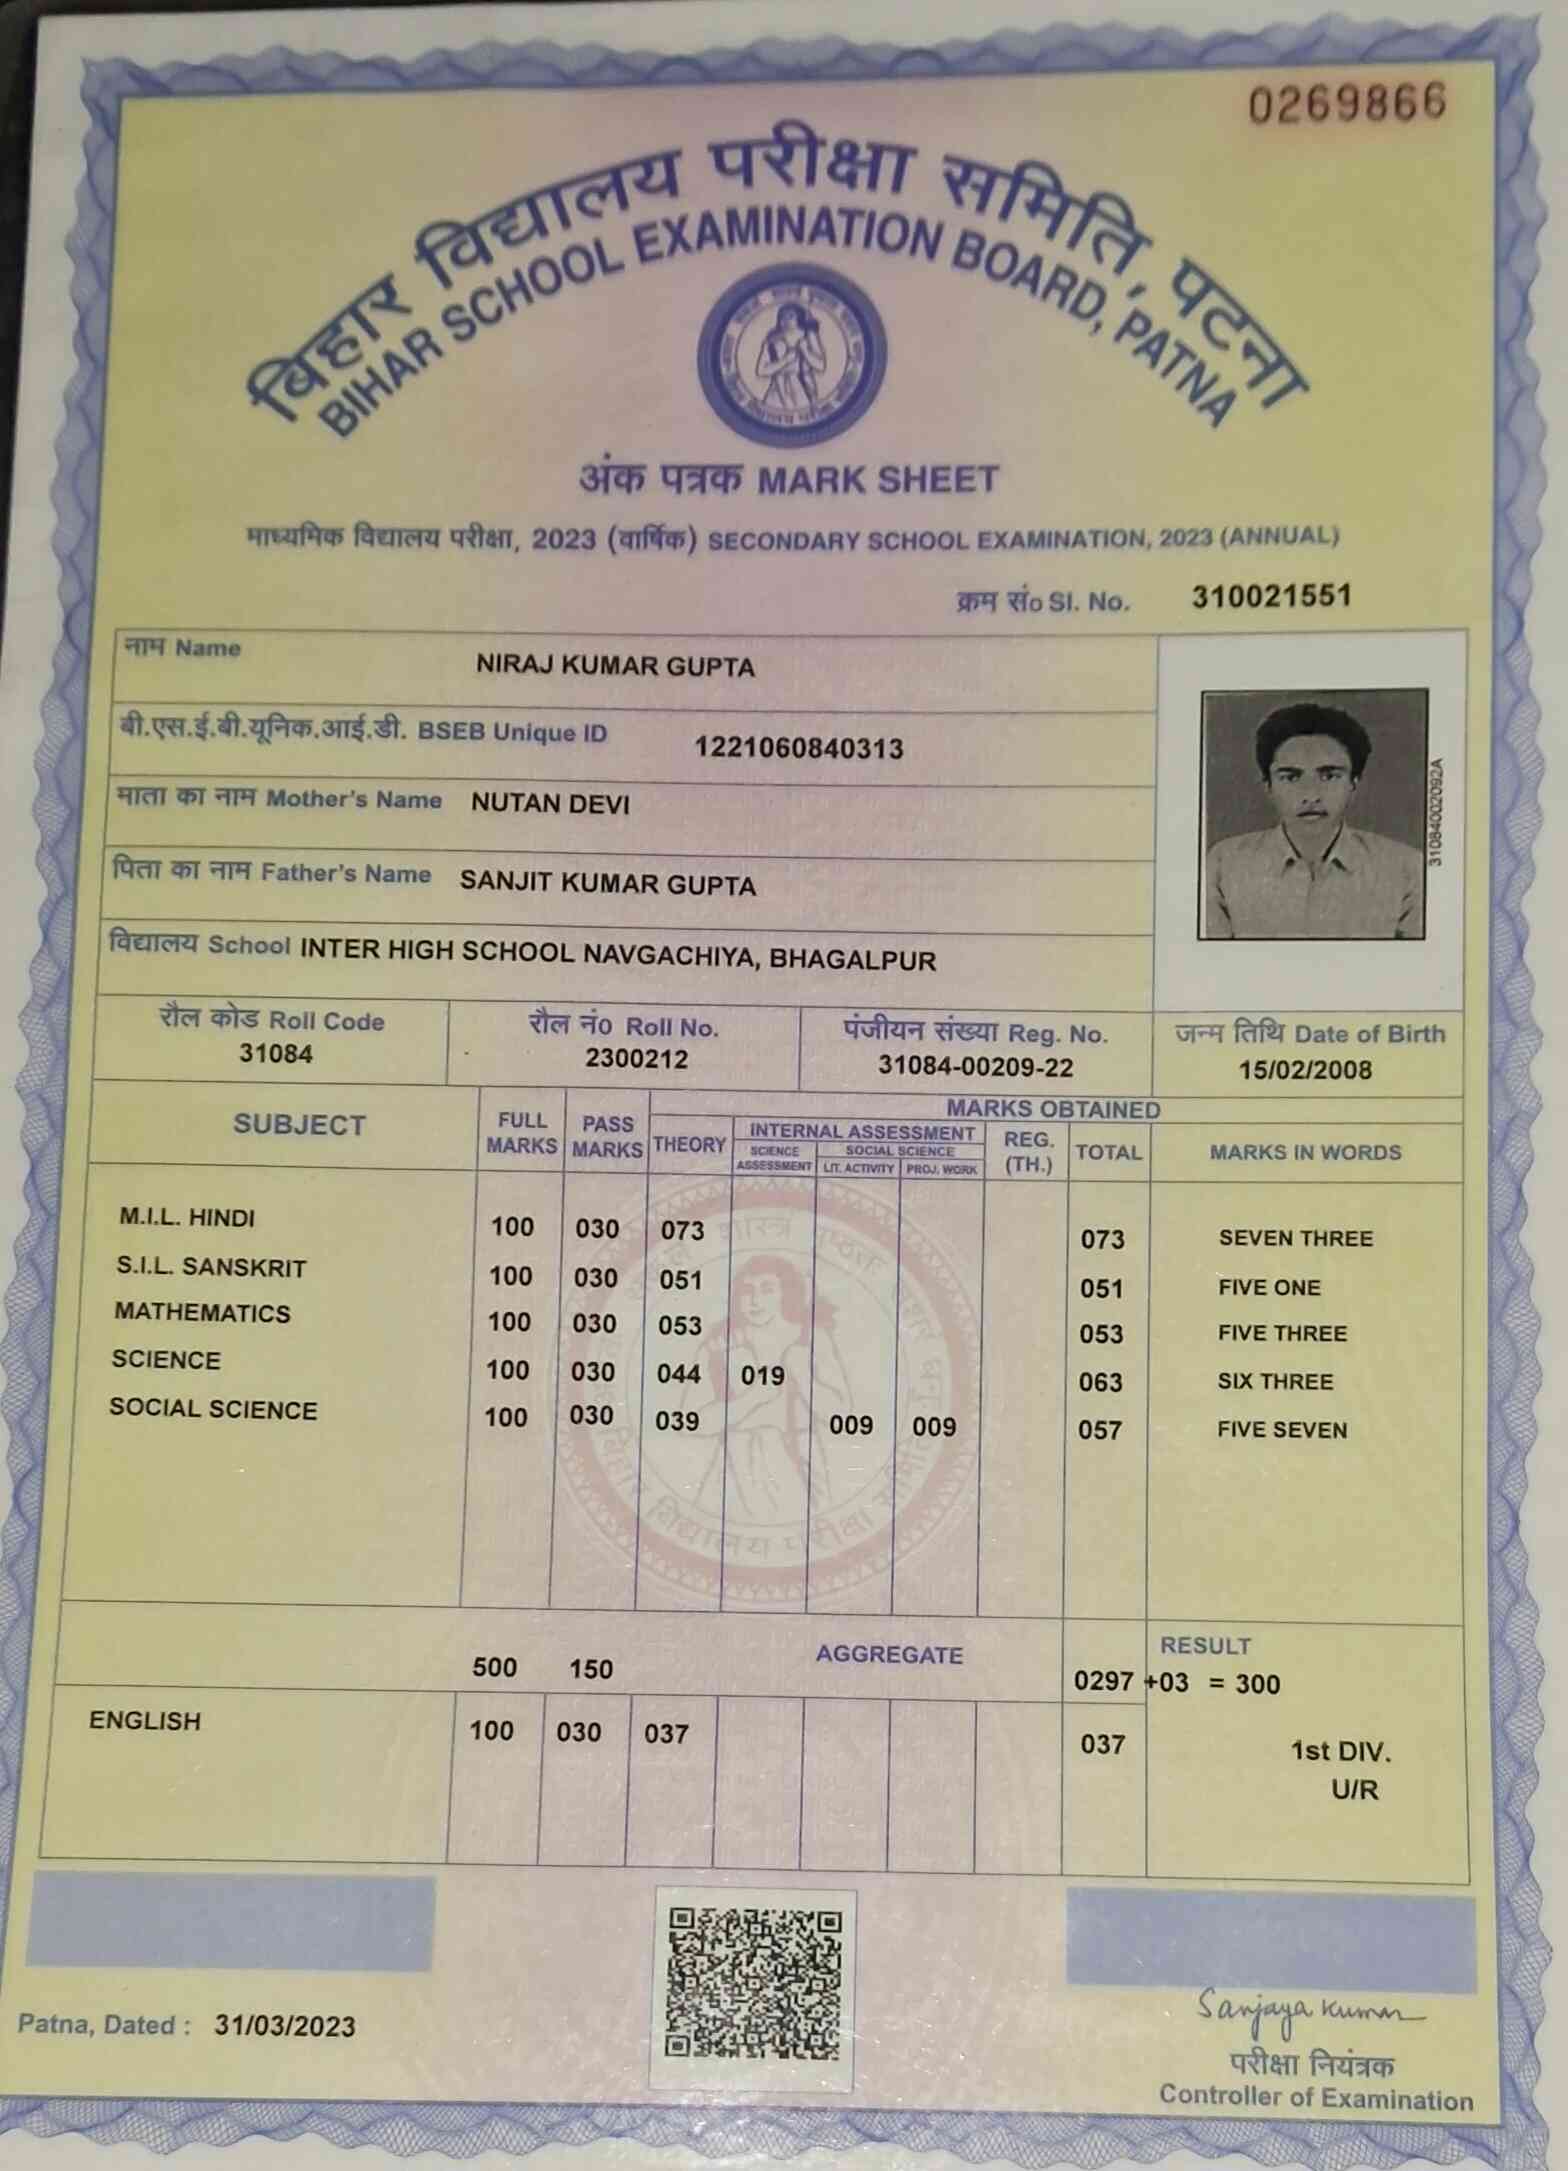 0269866
बिहार विद्यालय परीक्षा समिति, पटना
BIHAR SCHOOL EXAMINATION BOARD, PATNA
अंक पत्रक MARK SHEET
माध्यमिक विद्यालय परीक्षा, 2023 (वार्षिक) SECONDARY SCHOOL EXAMINATION, 2023 (ANNUAL)
क्रम सं० Sl. No. 310021551
नाम Name NIRAJ KUMAR GUPTA
बी.एस.ई.बी.यूनिक.आई.डी. BSEB Unique ID 1221060840313
माता का नाम Mother's Name NUTAN DEVI
पिता का नाम Father's Name SANJIT KUMAR GUPTA
विद्यालय School INTER HIGH SCHOOL NAVGACHIYA, BHAGALPUR
31084002092A
रौल कोड Roll Code रौल नं० Roll No. पंजीयन संख्या Reg. No. जन्म तिथि Date of Birth
31084 2300212 31084-00209-22 15/02/2008
MARKS OBTAINED
SUBJECT FULL MARKS PASS MARKS THEORY INTERNAL ASSESSMENT REG. (TH.) TOTAL MARKS IN WORDS
SCIENCE ASSESSMENT SOCIAL SCIENCE
LIT. ACTIVITY PROJ. WORK
M.I.L. HINDI 100 030 073 073 SEVEN THREE
S.I.L. SANSKRIT 100 030 051 051 FIVE ONE
MATHEMATICS 100 030 053 053 FIVE THREE
SCIENCE 100 030 044 019 063 SIX THREE
SOCIAL SCIENCE 100 030 039 009 009 057 FIVE SEVEN
बिहार विद्यालय परीक्षा समिति
AGGREGATE RESULT
500 150 0297 +03 = 300
ENGLISH 100 030 037 037
1st DIV.
U/R
Patna, Dated : 31/03/2023
Sanjaya Kumar
परीक्षा नियंत्रक
Controller of Examination